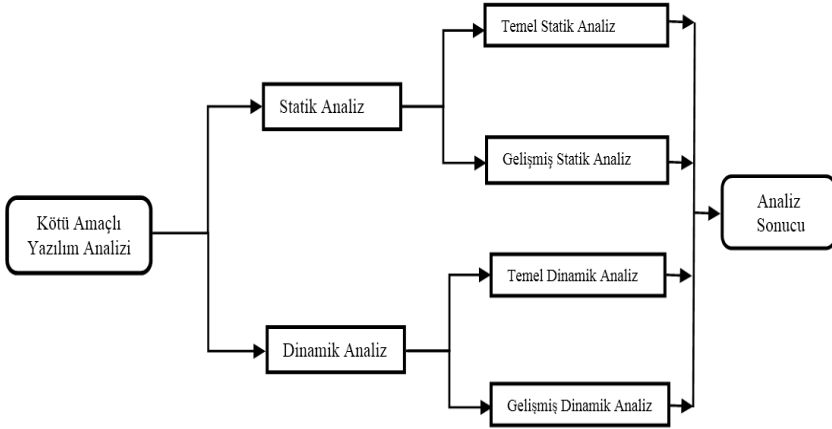 Kötü Amaçlı
Yazılım Analizi
Statik Analiz
Dinamik Analiz
Temel Statik Analiz
Gelişmiş Statik Analiz
Temel Dinamik Analiz
Gelişmiş Dinamik Analiz
Analiz
Sonucu